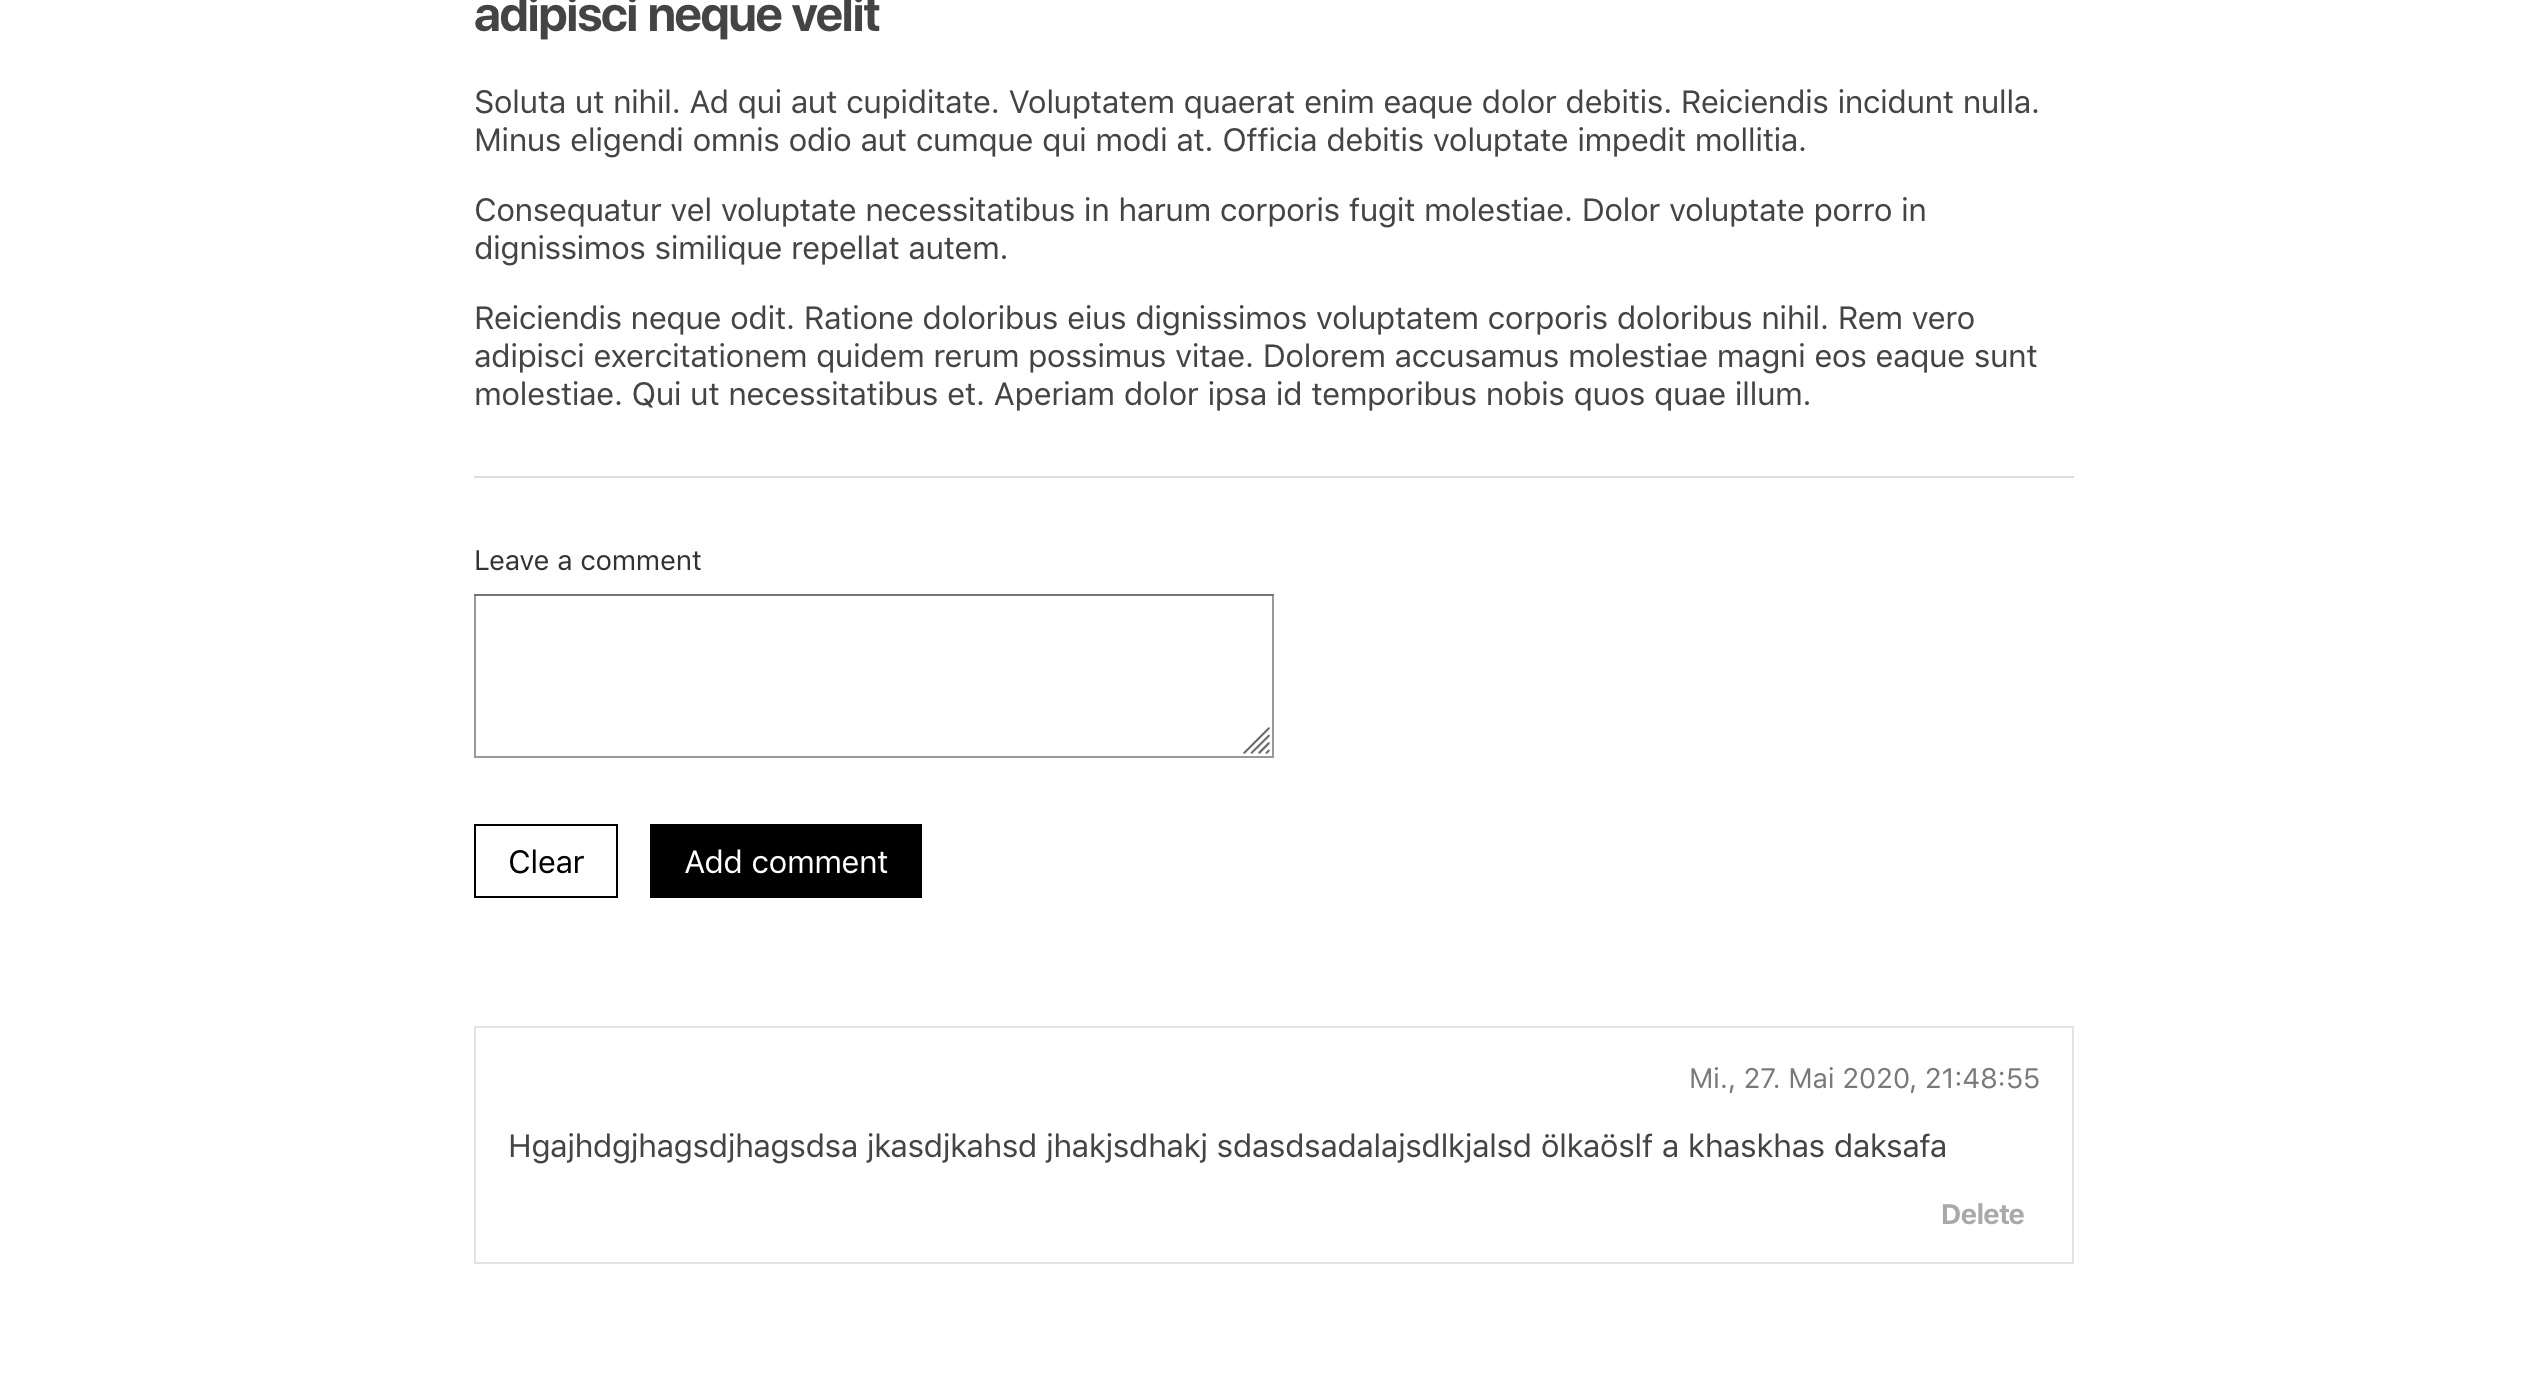 adipisci neque velit
Soluta ut nihil. Ad qui aut cupiditate. Voluptatem quaerat enim eaque dolor debitis. Reiciendis incidunt nulla.
Minus eligendi omnis odio aut cumque qui modi at. Officia debitis voluptate impedit mollitia.
Consequatur vel voluptate necessitatibus in harum corporis fugit molestiae. Dolor voluptate porro in
dignissimos similique repellat autem.
Reiciendis neque odit. Ratione doloribus eius dignissimos voluptatem corporis doloribus nihil. Rem vero
adipisci exercitationem quidem rerum possimus vitae. Dolorem accusamus molestiae magni eos eaque sunt
molestiae. Qui ut necessitatibus et. Aperiam dolor ipsa id temporibus nobis quos quae illum.
Leave a comment
Clear
Add comment
Mi., 27. Mai 2020, 21:48:55
Hgajhdgjhagsdjhagsdsa jkasdjkahsd jhakjsdhakj sdasdsadalajsdlkjalsd ölkaöslf a khaskhas daksafa
Delete